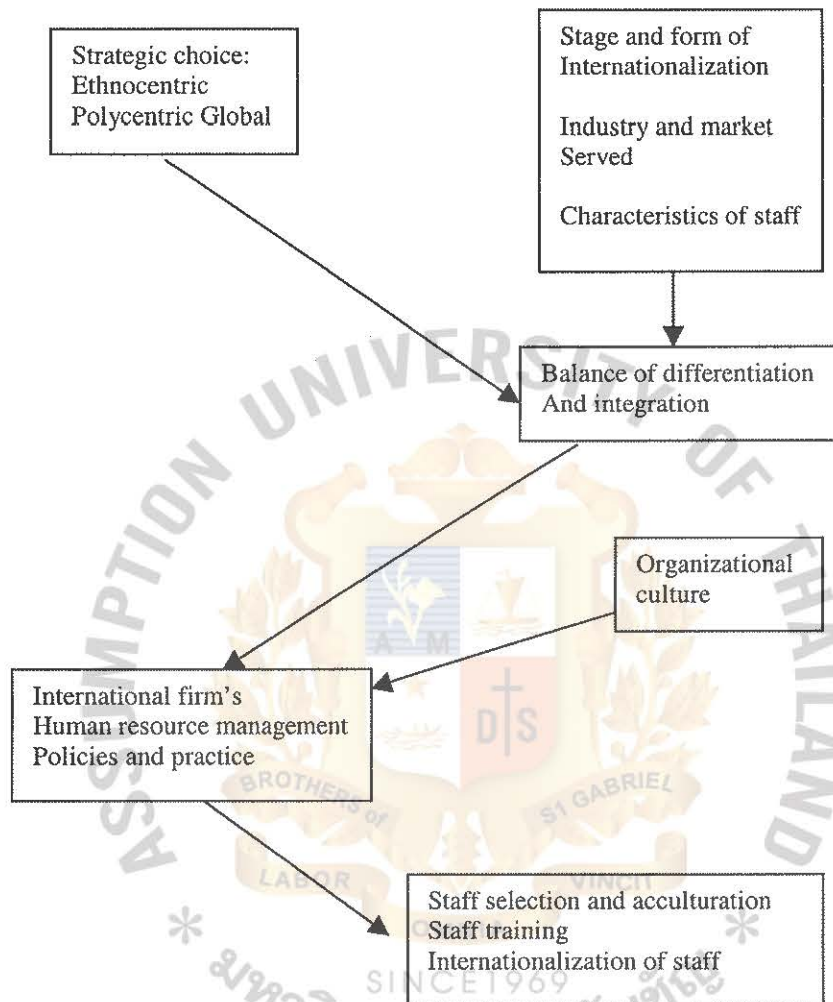 Strategic choice:
Ethnocentric
Polycentric Global
Stage and form of
Internationalization
Industry and market
Served
Characteristics of staff
Balance of differentiation
And integration
Organizational
culture
International firm's
Human resource management
Policies and practice
Staff selection and acculturation
Staff training
Internationalization of staff
ASSUMPTION UNIVERSITY OF THAILAND
A M
D S
BROTHERS of
S1 GABRIEL
LABOR
VINCIT
SINCE1969